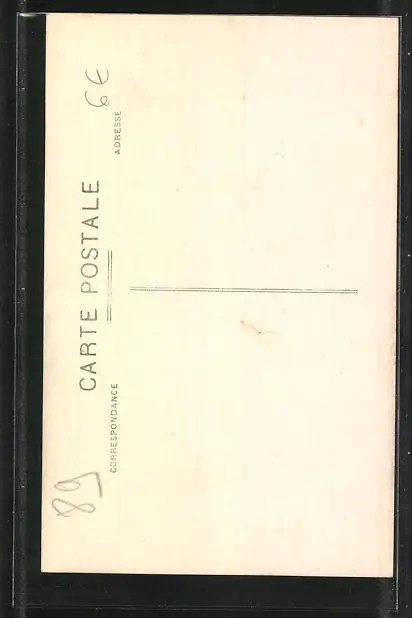 89
6€
CARTE POSTALE
CORRESPONDANCE
ADRESSE